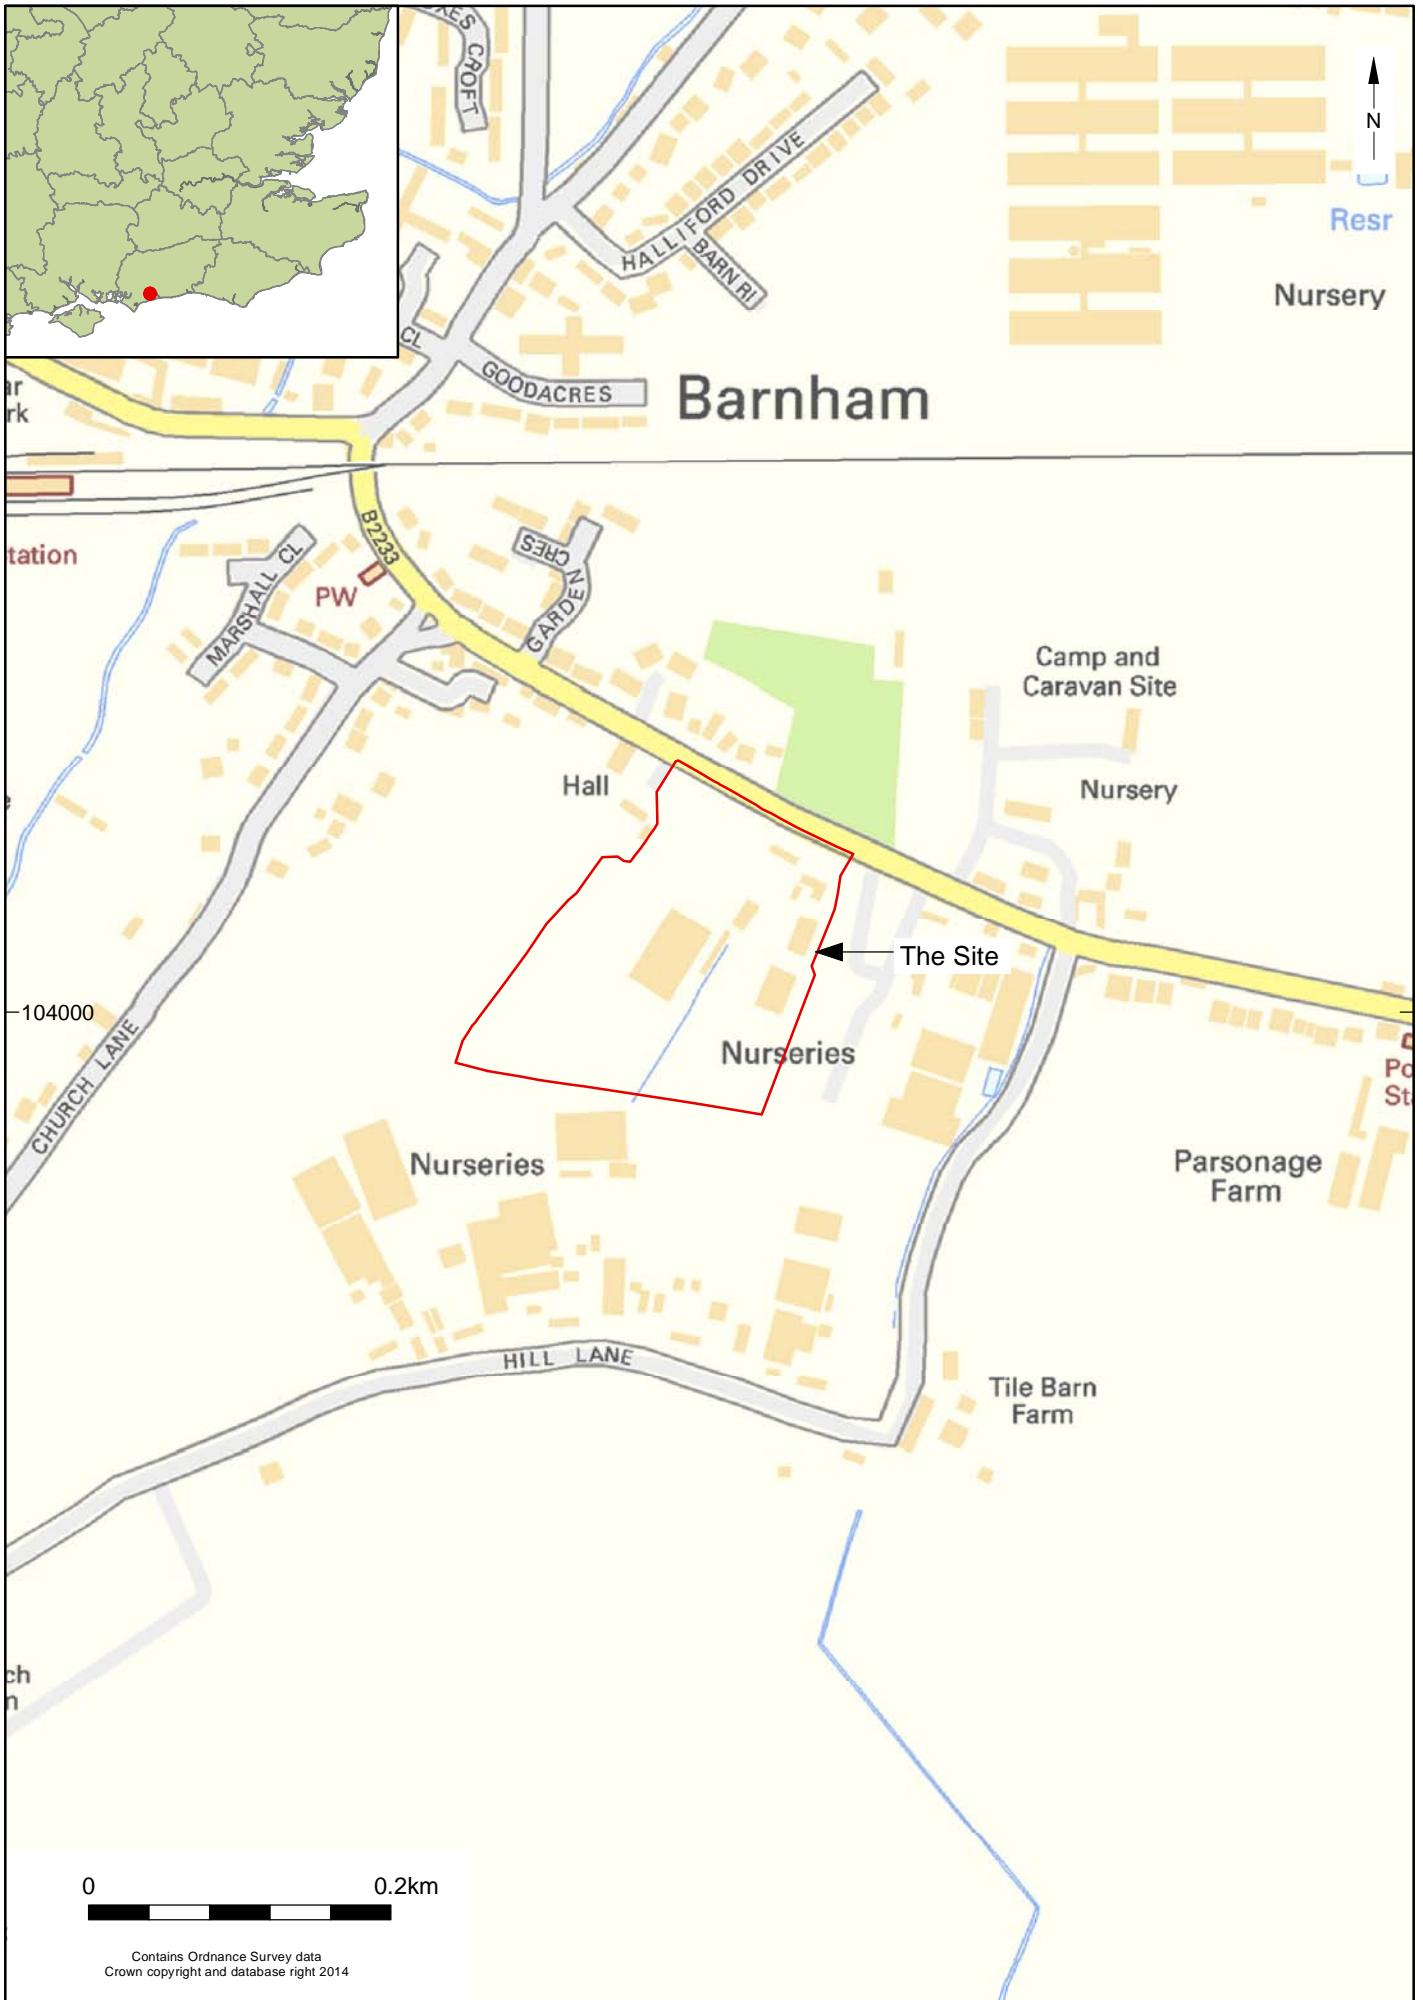 XES CROFT
N
HALLIFORD DRIVE
BARN RI
Resr
Nursery
CL
GOODACRES
Barnham
ar
rk
B2233
tation
MARSHALL CL
PW
GARDEN CRES
Camp and
Caravan Site
Hall
Nursery
The Site
104000
Nurseries
CHURCH LANE
Po
St
Nurseries
Parsonage
Farm
HILL LANE
Tile Barn
Farm
ch
n
0 0.2km
Contains Ordnance Survey data
Crown copyright and database right 2014